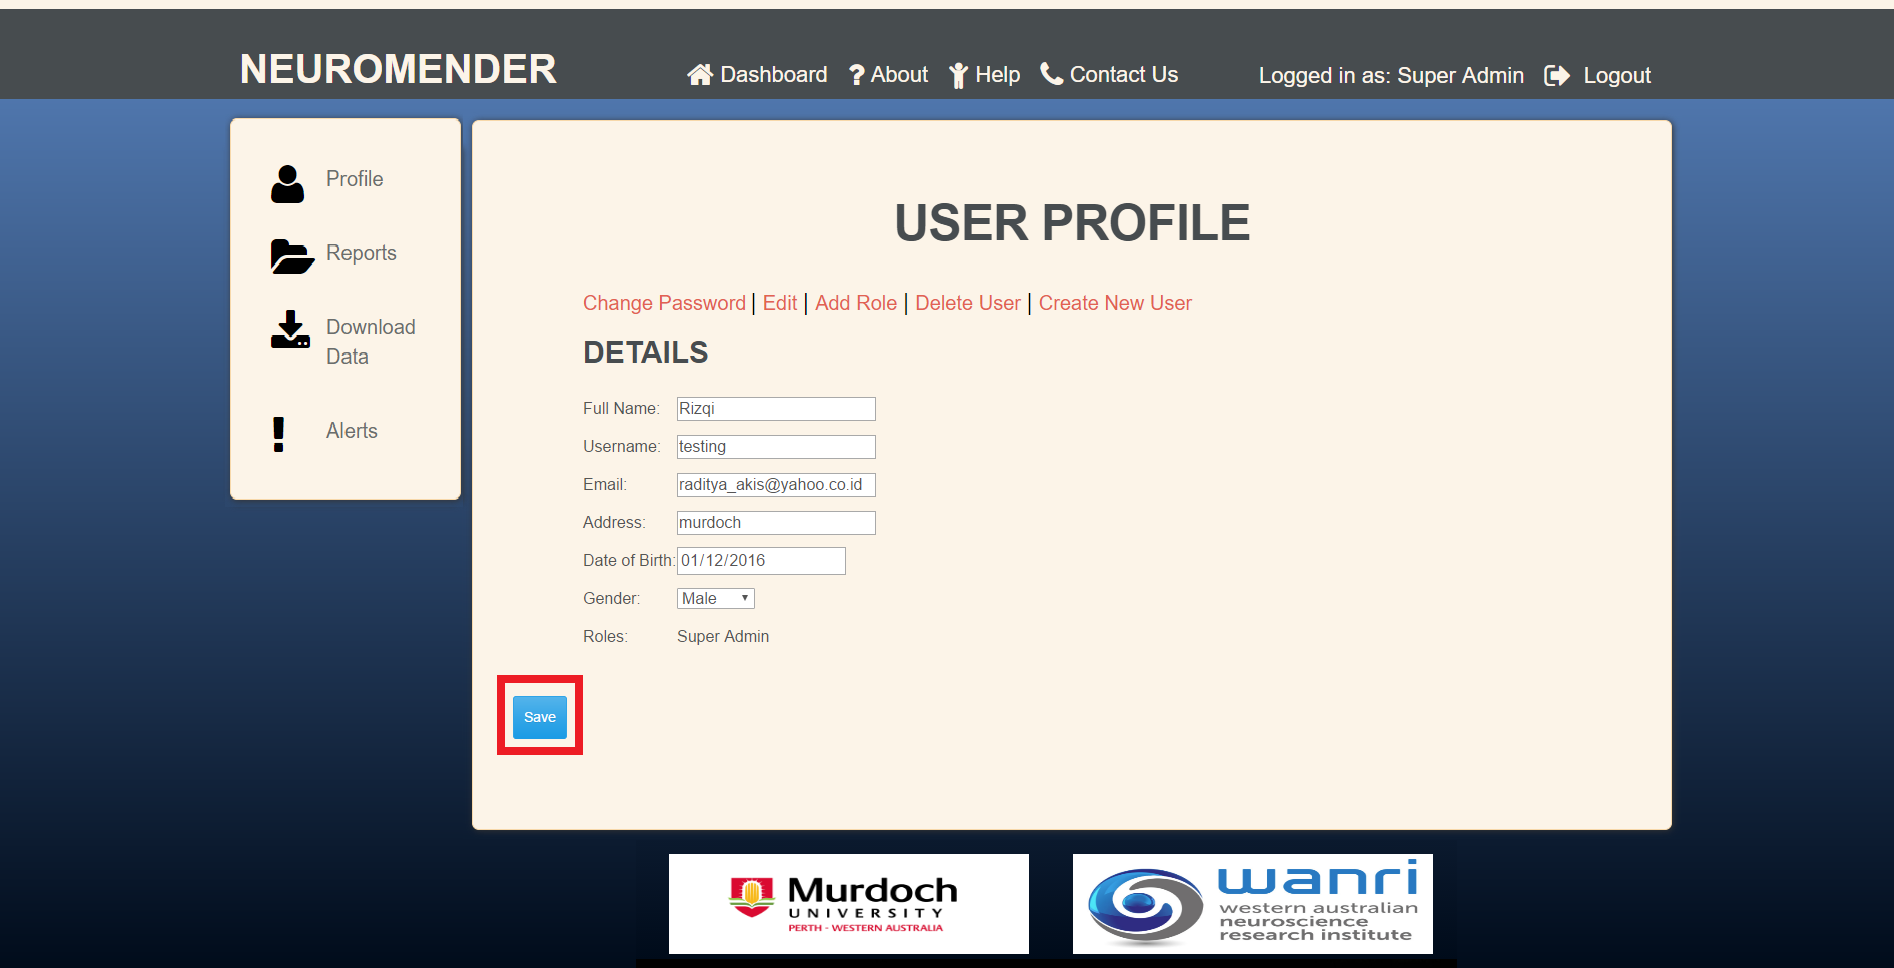 NEUROMENDER
Dashboard ? About Help Contact Us Logged in as: Super Admin Logout
Profile
Reports
Download
Data
Alerts
USER PROFILE
Change Password | Edit | Add Role | Delete User | Create New User
DETAILS
Full Name: Rizqi
Username: testing
Email: raditya_akis@yahoo.co.id
Address: murdoch
Date of Birth: 01/12/2016
Gender: Male
Roles: Super Admin
Save
Murdoch
UNIVERSITY
PERTH - WESTERN AUSTRALIA
wanri
western australian
neuroscience
research institute